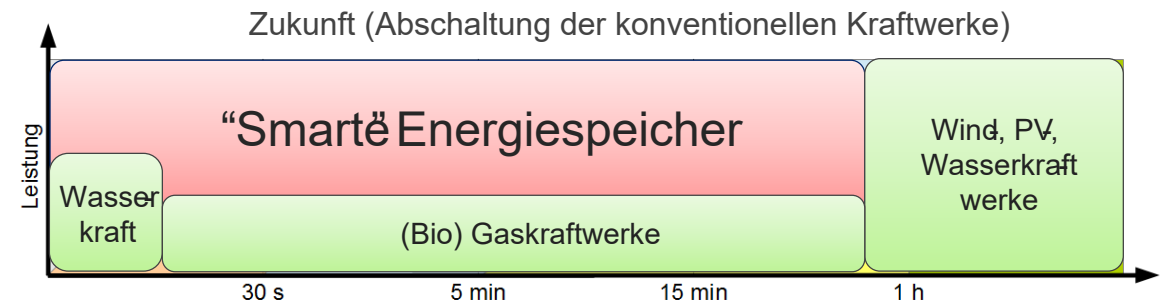 Zukunft (Abschaltung der konventionellen Kraftwerke)
Leistung
“Smarte” Energiespeicher
Wasser-
kraft
(Bio) Gaskraftwerke
Wind-, PV-,
Wasserkraft-
werke
30 s
5 min
15 min
1 h